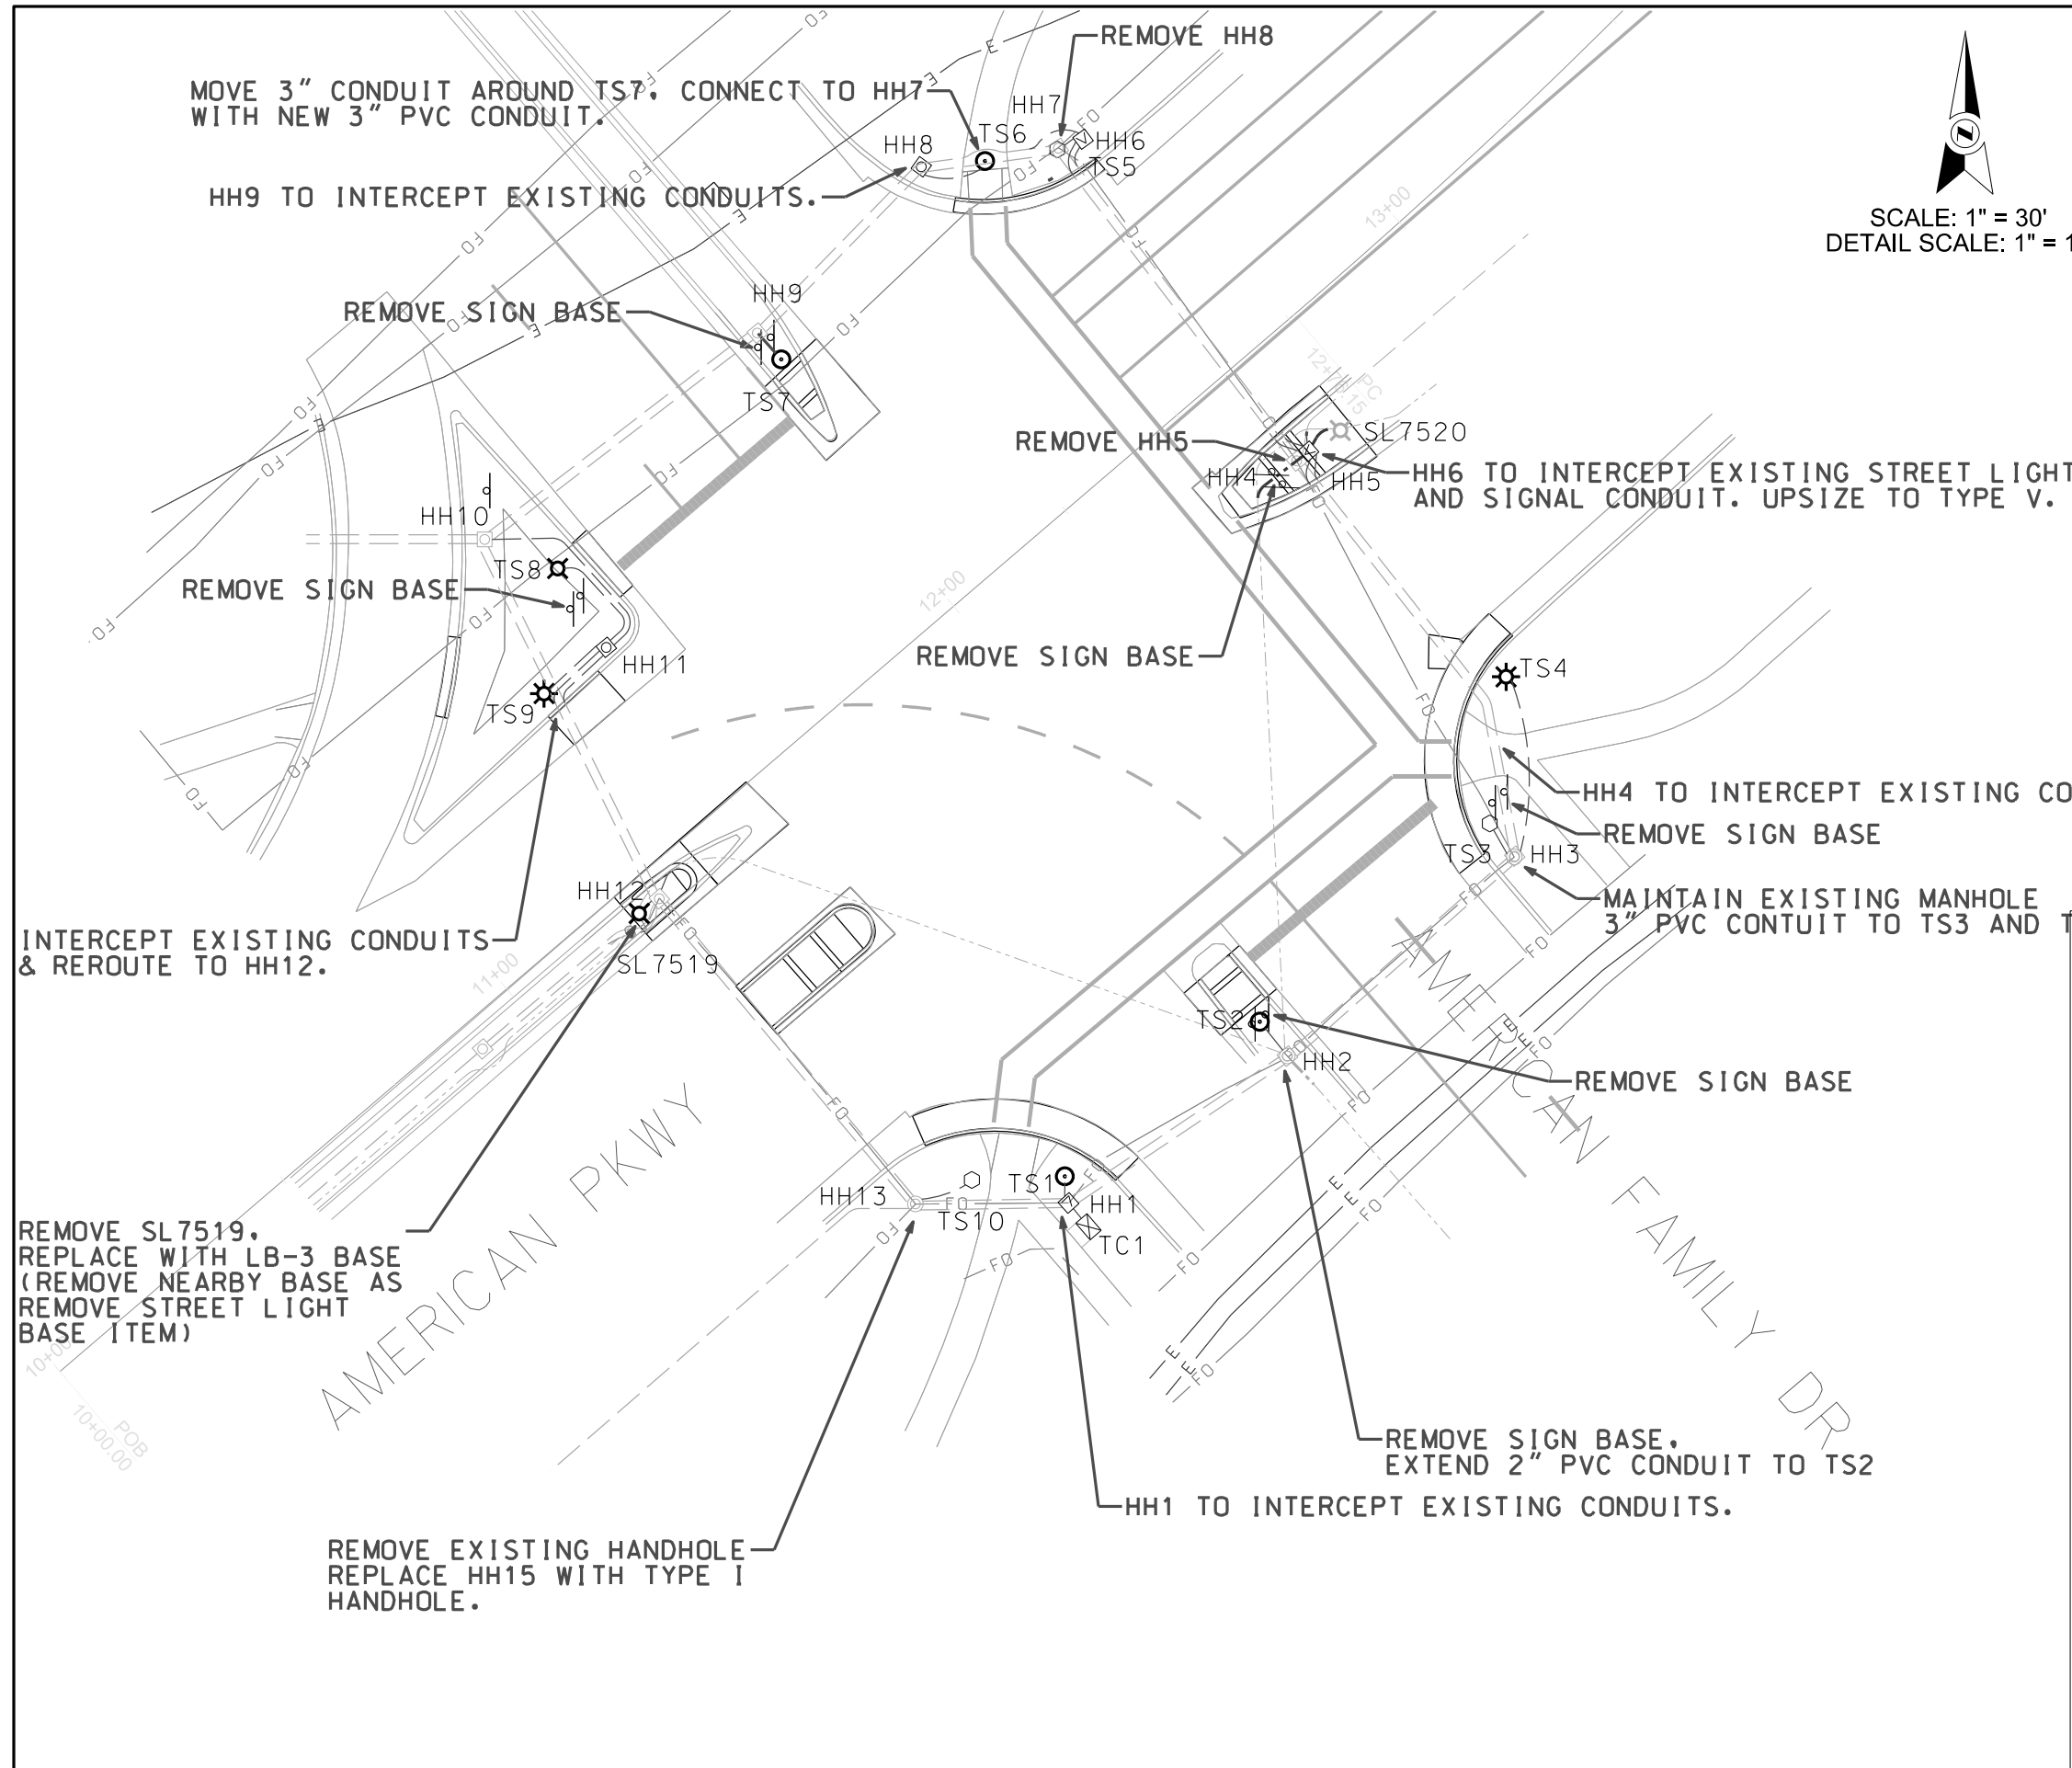 REMOVE HH8
MOVE 3" CONDUIT AROUND TS7. CONNECT TO HH7
WITH NEW 3" PVC CONDUIT.
HH7
TS6
HH8
HH6
TS5
HH9 TO INTERCEPT EXISTING CONDUITS.
SCALE: 1" = 30'
DETAIL SCALE: 1" = 1
13+00
HH9
REMOVE SIGN BASE
TS7
PC
12+78.15
REMOVE HH5
SL7520
HH4
HH5
HH6 TO INTERCEPT EXISTING STREET LIGHT
AND SIGNAL CONDUIT. UPSIZE TO TYPE V.
HH10
TS8
REMOVE SIGN BASE
12+00
REMOVE SIGN BASE
HH11
TS4
TS9
HH4 TO INTERCEPT EXISTING CO
REMOVE SIGN BASE
TS3
HH3
HH12
MAINTAIN EXISTING MANHOLE
3" PVC CONTUIT TO TS3 AND T
INTERCEPT EXISTING CONDUITS
& REROUTE TO HH12.
SL7519
11+00
TS2
HH2
REMOVE SIGN BASE
AMERICAN PKWY
AMERICAN FAMILY DR
HH13
TS10
TS1
HH1
TC1
REMOVE SL7519.
REPLACE WITH LB-3 BASE
(REMOVE NEARBY BASE AS
REMOVE STREET LIGHT
BASE ITEM)
10+00
POB
10+00.00
REMOVE SIGN BASE.
EXTEND 2" PVC CONDUIT TO TS2
HH1 TO INTERCEPT EXISTING CONDUITS.
REMOVE EXISTING HANDHOLE
REPLACE HH15 WITH TYPE I
HANDHOLE.